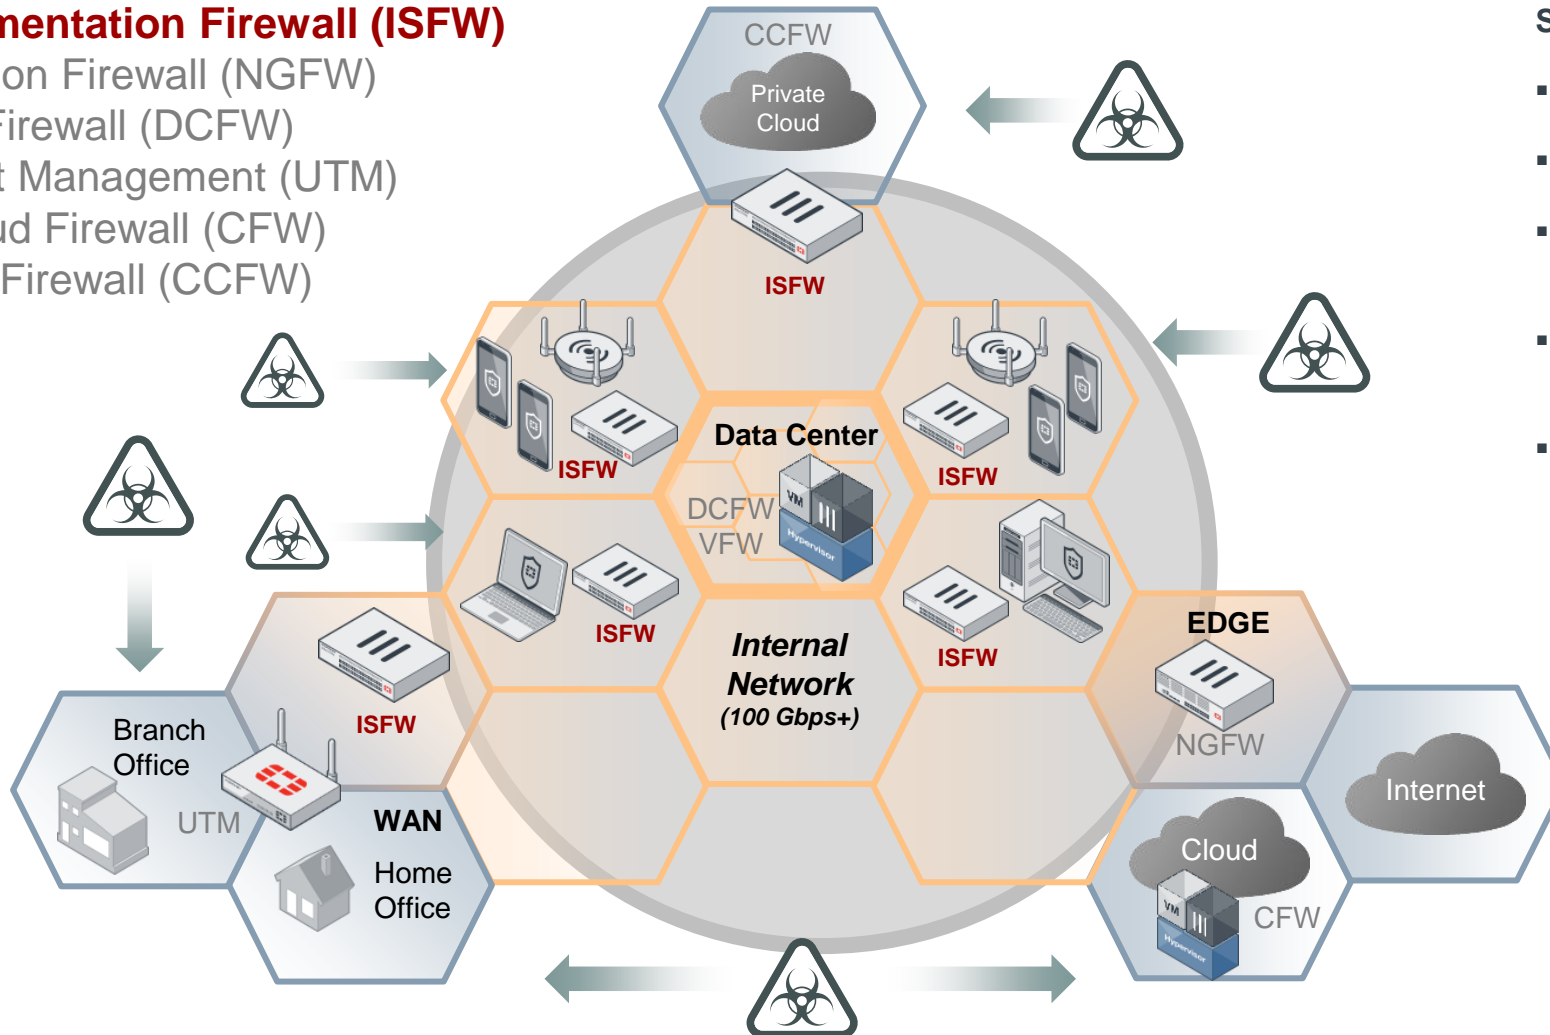 mentation Firewall (ISFW)
on Firewall (NGFW)
Firewall (DCFW)
t Management (UTM)
ud Firewall (CFW)
Firewall (CCFW)
S
CCFW
Private
Cloud
ISFW
ISFW
ISFW
Data Center
DCFW
VFW
VM
Hypervisor
ISFW
ISFW
Internal
Network
(100 Gbps+)
EDGE
NGFW
ISFW
Branch
Office
UTM
WAN
Home
Office
Internet
Cloud
CFW
VM
Hypervisor